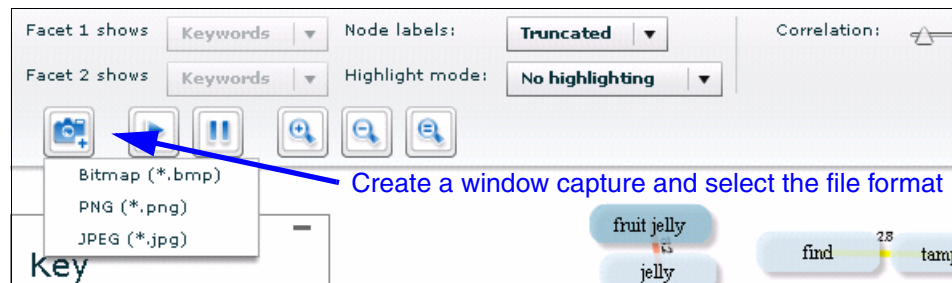 Facet 1 shows Keywords Node labels: Truncated Correlation:
Facet 2 shows Keywords Highlight mode: No highlighting
Bitmap (*.bmp)
Create a window capture and select the file format
PNG (*.png)
JPEG (*.jpg)
Key
fruit jelly
2.8
find
jelly